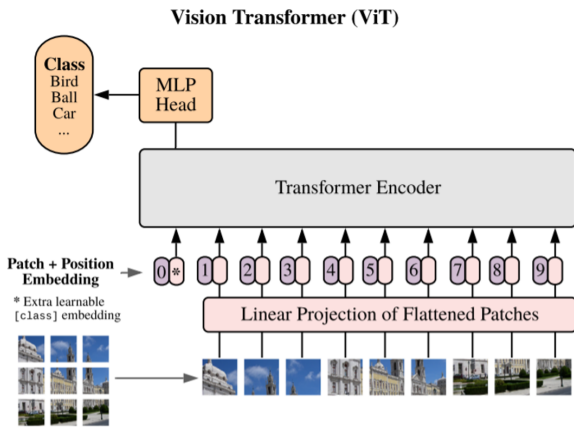 Vision Transformer (ViT)
Class
Bird
Ball
Car
...
MLP
Head
Transformer Encoder
Patch + Position
Embedding
0 * 1 2 3 4 5 6 7 8 9
* Extra learnable
[class] embedding
Linear Projection of Flattened Patches